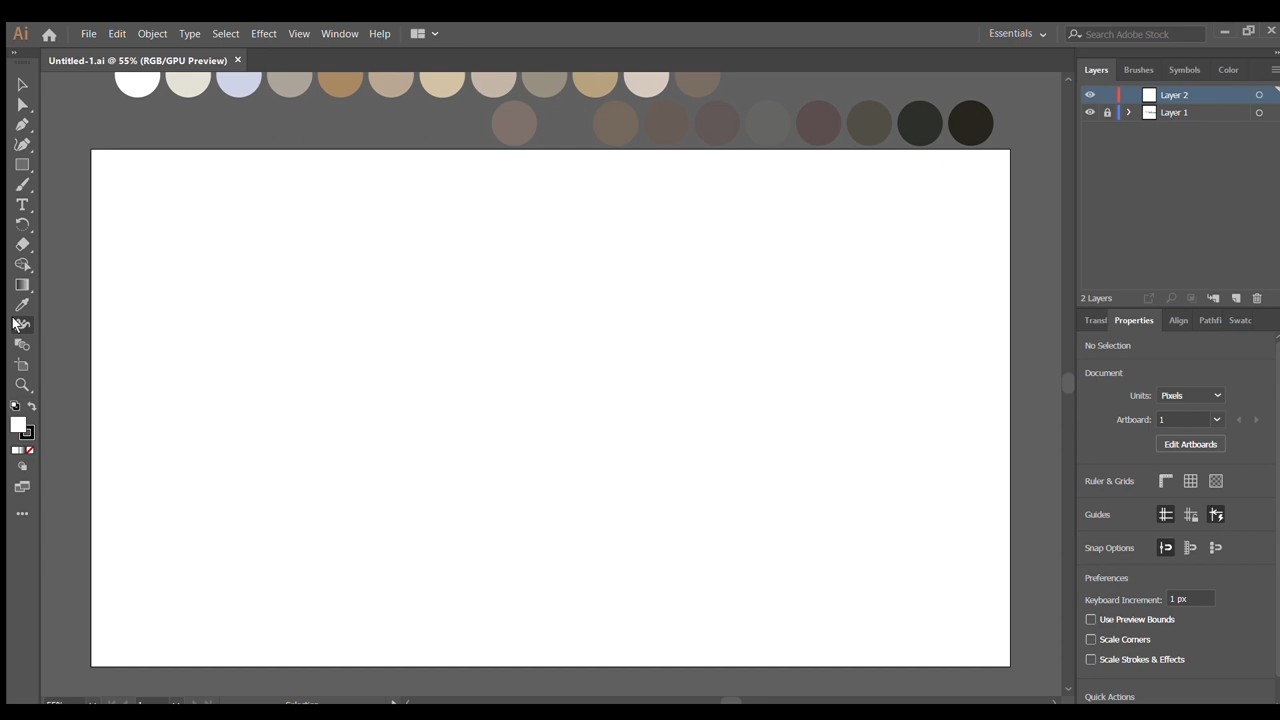 Ai File Edit Object Type Select Effect View Window Help Essentials Search Adobe Stock
Untitled-1.ai @ 55% (RGB/GPU Preview)
Layers Brushes Symbols Color
Layer 2
Layer 1
2 Layers
Transf Properties Align Pathfi Swatc
No Selection
Document
Units: Pixels
Artboard: 1
Edit Artboards
Ruler & Grids
Guides
Snap Options
Preferences
Keyboard Increment: 1 px
Use Preview Bounds
Scale Corners
Scale Strokes & Effects
Quick Actions
55% 1 Selection